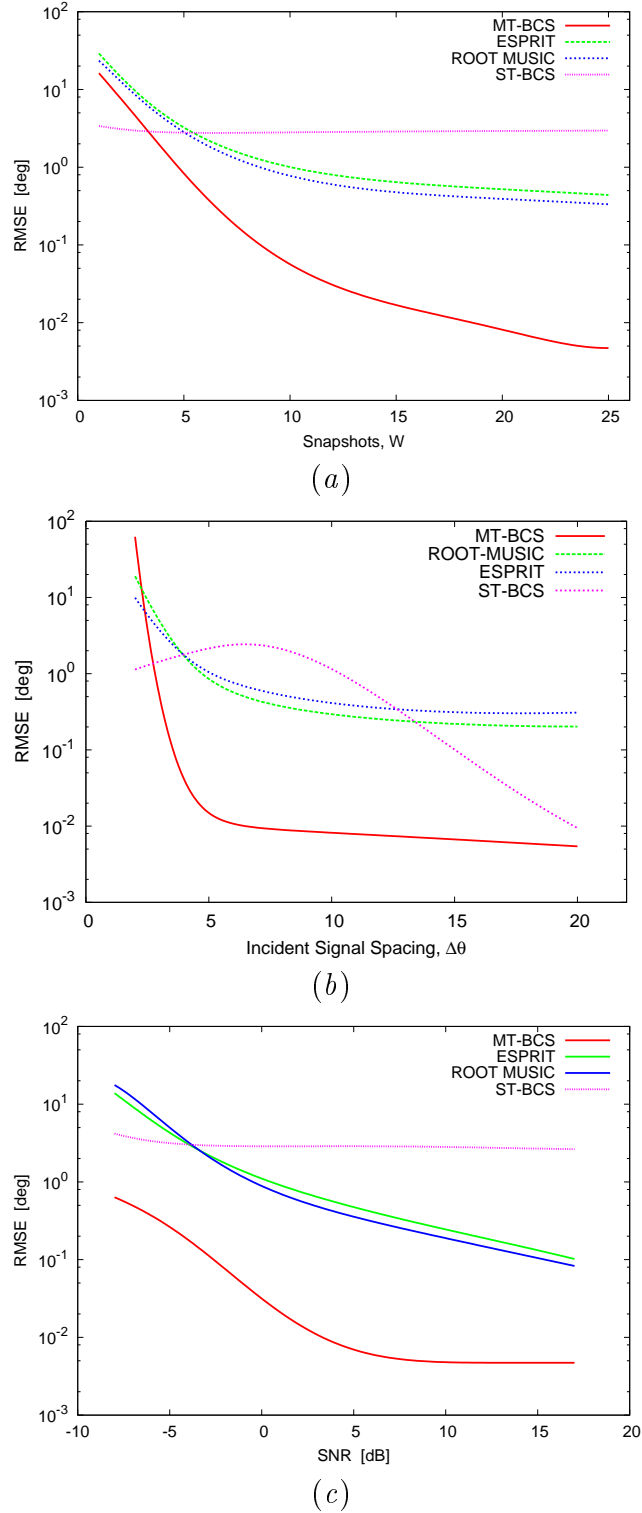 10^2
10^1
10^0
10^-1
10^-2
10^-3
RMSE [deg]
MT-BCS
ESPRIT
ROOT MUSIC
ST-BCS
0 5 10 15 20 25
Snapshots, W
(a)
10^2
10^1
10^0
10^-1
10^-2
10^-3
RMSE [deg]
MT-BCS
ROOT-MUSIC
ESPRIT
ST-BCS
0 5 10 15 20
Incident Signal Spacing, Δθ
(b)
10^2
10^1
10^0
10^-1
10^-2
10^-3
RMSE [deg]
MT-BCS
ESPRIT
ROOT MUSIC
ST-BCS
-10 -5 0 5 10 15 20
SNR [dB]
(c)